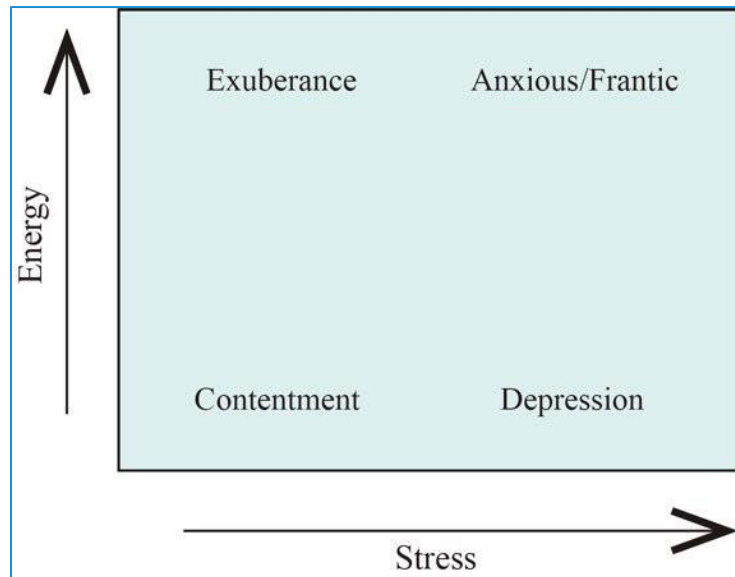 Exuberance
Anxious/Frantic
Energy
Contentment
Depression
Stress